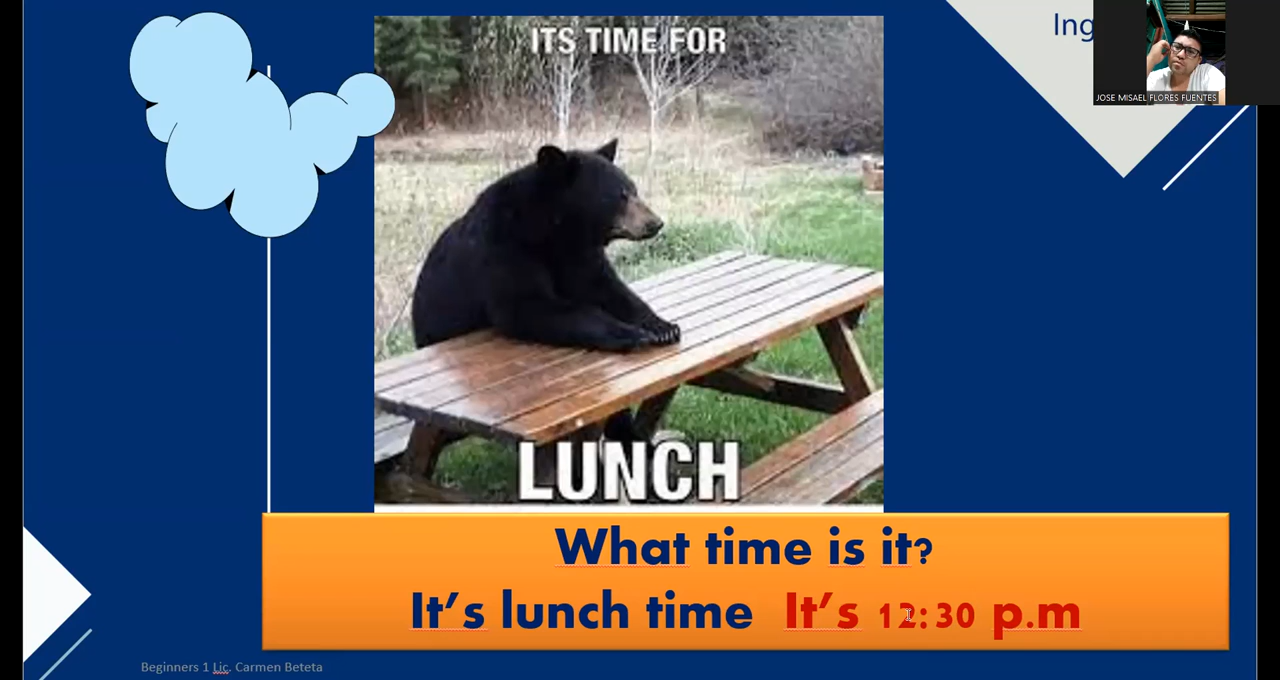 ITS TIME FOR
Ing
JOSE MISAEL FLORES FUENTES
LUNCH
What time is it?
It's lunch time It's 12:30 p.m
Beginners 1 Lic. Carmen Beteta